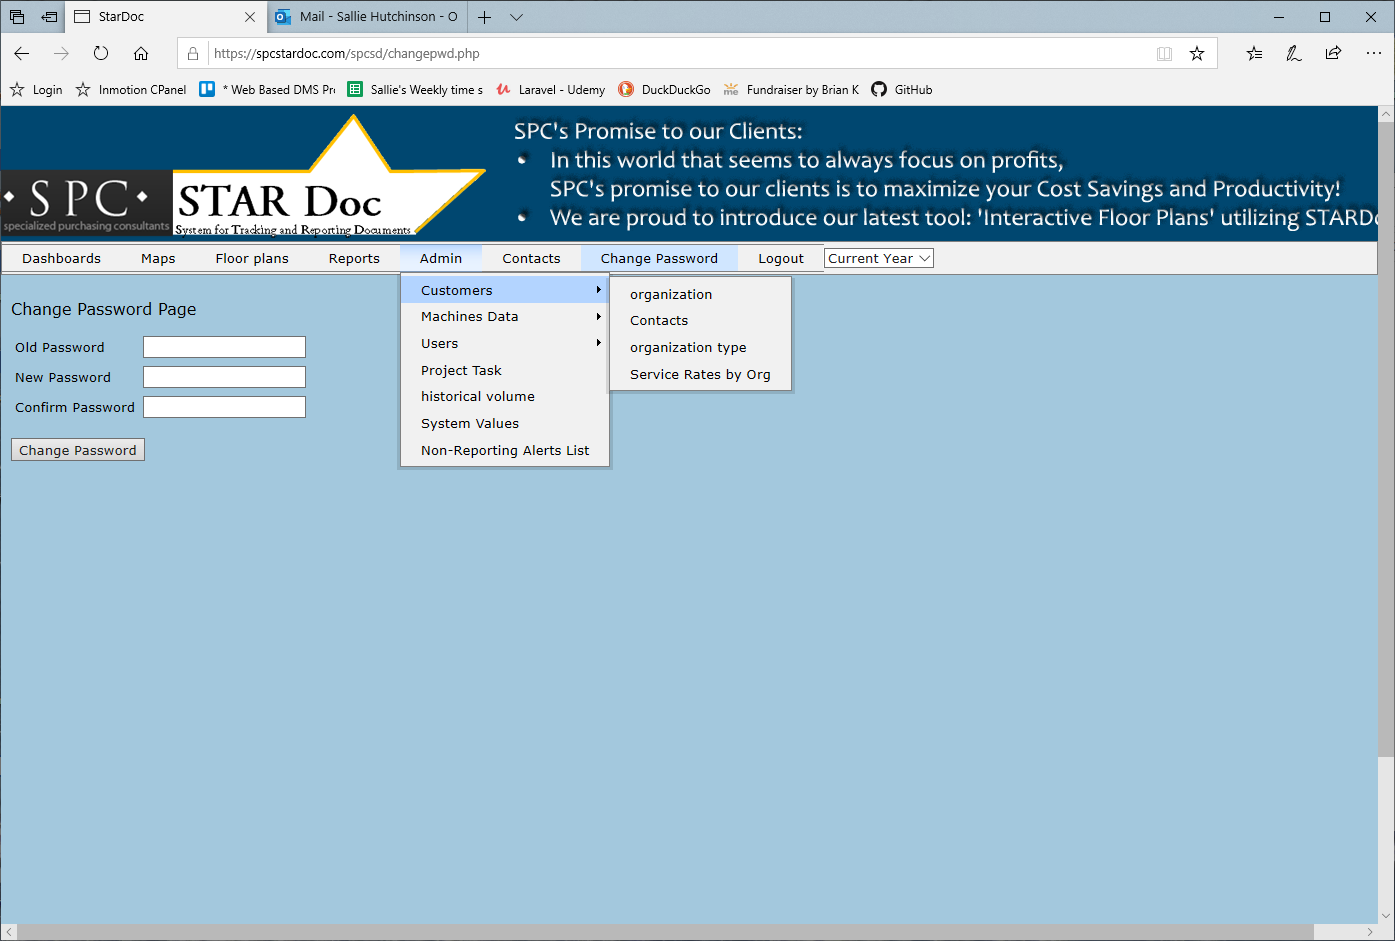 StarDoc
Mail - Sallie Hutchinson - O
https://spcstardoc.com/spcsd/changepwd.php
Login
Inmotion CPanel
* Web Based DMS Pr
Sallie's Weekly time s
Laravel - Udemy
DuckDuckGo
Fundraiser by Brian K
GitHub
SPC
specialized purchasing consultants
STAR Doc
System for Tracking and Reporting Documents
SPC's Promise to our Clients:
• In this world that seems to always focus on profits,
SPC's promise to our clients is to maximize your Cost Savings and Productivity!
• We are proud to introduce our latest tool: 'Interactive Floor Plans' utilizing STARDo
Dashboards
Maps
Floor plans
Reports
Admin
Contacts
Change Password
Logout
Current Year
Customers
Machines Data
Users
Project Task
historical volume
System Values
Non-Reporting Alerts List
organization
Contacts
organization type
Service Rates by Org
Change Password Page
Old Password
New Password
Confirm Password
Change Password